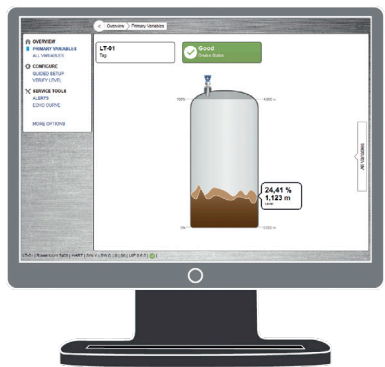 Overview > Primary Variables
OVERVIEW
PRIMARY VARIABLES
ALL VARIABLES
CONFIGURE
GUIDED SETUP
VERIFY LEVEL
SERVICE TOOLS
ALERTS
ECHO CURVE
MORE OPTIONS
LT-01
Tag
Good
Device Status
100%
24,41 %
1,123 m
Level
0%
All Variables